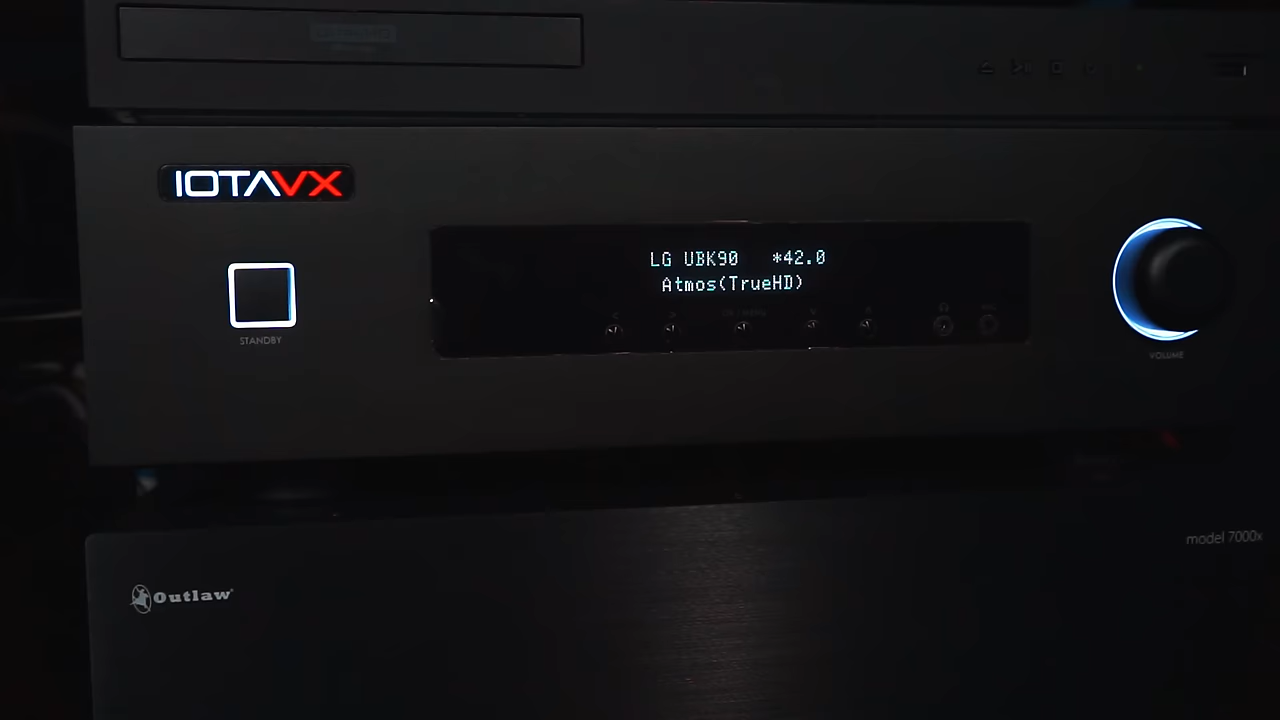 IOTAVX
LG UBK90 *42.0
Atmos(TrueHD)
STANDBY
VOLUME
model 7000x
Outlaw